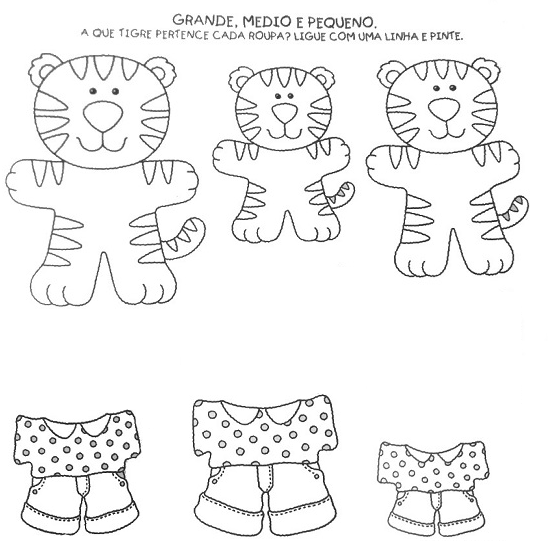 GRANDE, MEDIO E PEQUENO.
A QUE TIGRE PERTENCE CADA ROUPA? LIGUE COM UMA LINHA E PINTE.